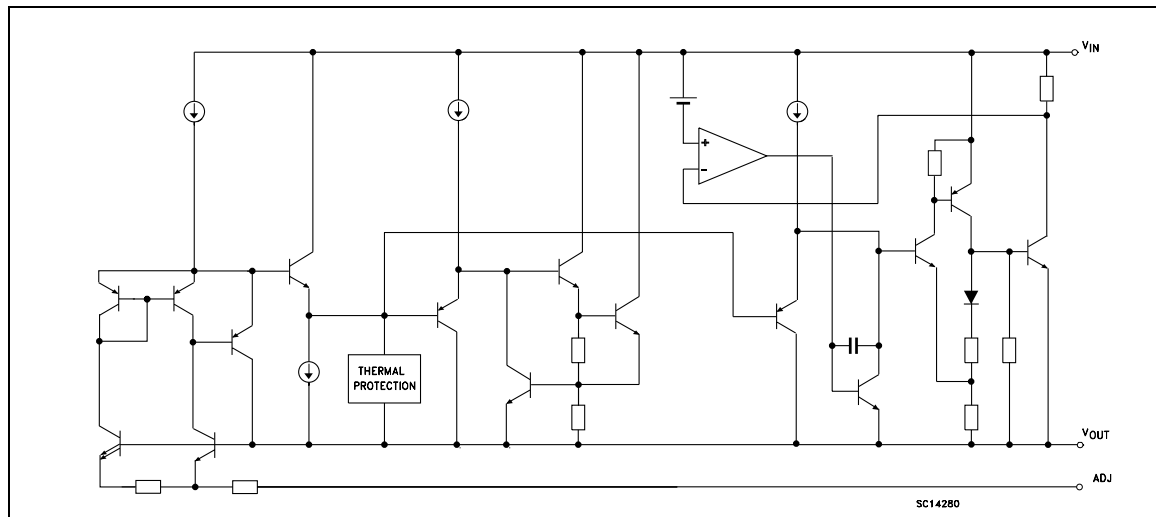 VIN
+
-
THERMAL
PROTECTION
VOUT
ADJ
SC14280